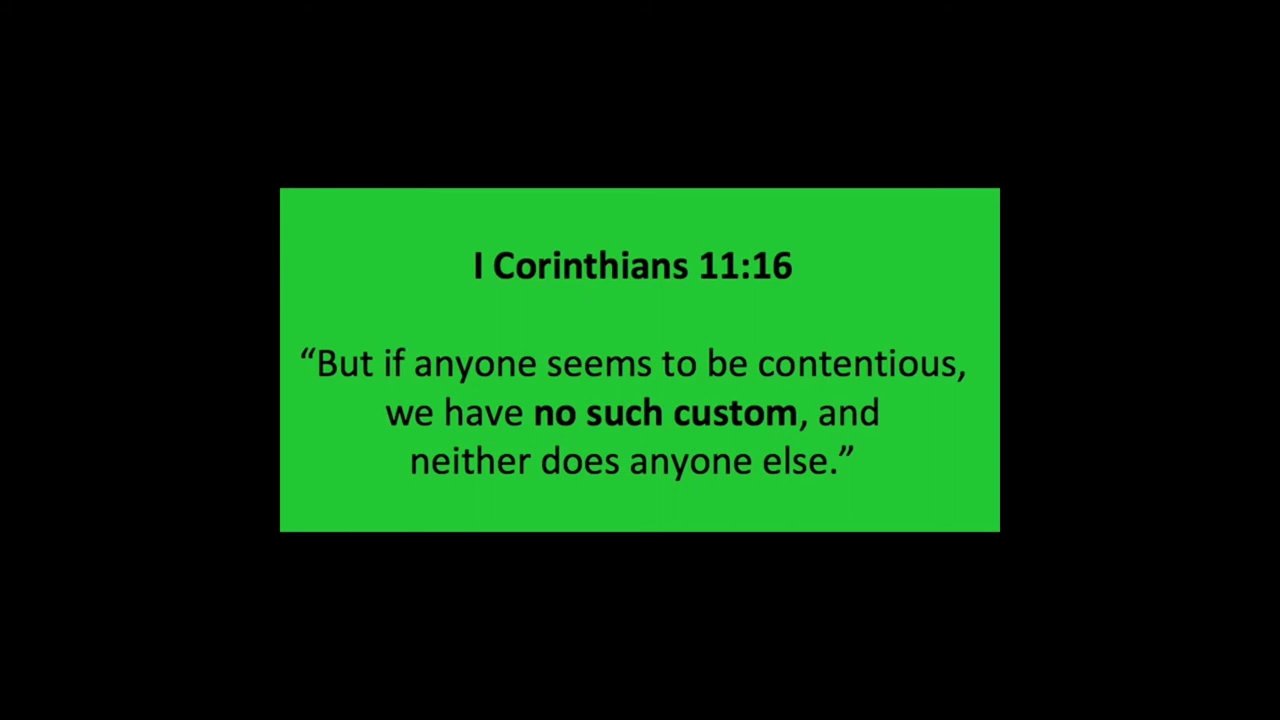 I Corinthians 11:16
“But if anyone seems to be contentious,
we have no such custom, and
neither does anyone else.”